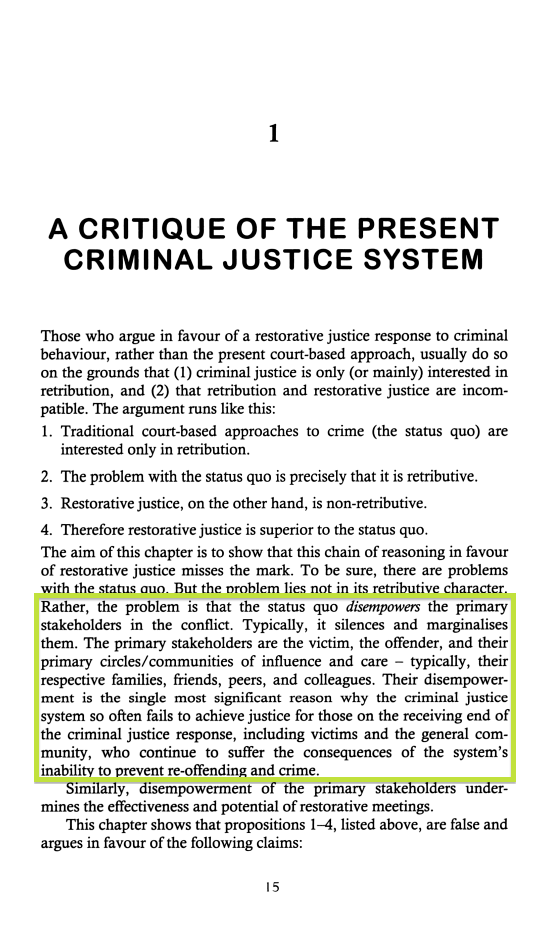 1
A CRITIQUE OF THE PRESENT
CRIMINAL JUSTICE SYSTEM
Those who argue in favour of a restorative justice response to criminal
behaviour, rather than the present court-based approach, usually do so
on the grounds that (1) criminal justice is only (or mainly) interested in
retribution, and (2) that retribution and restorative justice are incom-
patible. The argument runs like this:
1. Traditional court-based approaches to crime (the status quo) are
interested only in retribution.
2. The problem with the status quo is precisely that it is retributive.
3. Restorative justice, on the other hand, is non-retributive.
4. Therefore restorative justice is superior to the status quo.
The aim of this chapter is to show that this chain of reasoning in favour
of restorative justice misses the mark. To be sure, there are problems
with the status quo. But the problem lies not in its retributive character.
Rather, the problem is that the status quo disempowers the primary
stakeholders in the conflict. Typically, it silences and marginalises
them. The primary stakeholders are the victim, the offender, and their
primary circles/communities of influence and care – typically, their
respective families, friends, peers, and colleagues. Their disempower-
ment is the single most significant reason why the criminal justice
system so often fails to achieve justice for those on the receiving end of
the criminal justice response, including victims and the general com-
munity, who continue to suffer the consequences of the system's
inability to prevent re-offending and crime.
Similarly, disempowerment of the primary stakeholders under-
mines the effectiveness and potential of restorative meetings.
This chapter shows that propositions 1–4, listed above, are false and
argues in favour of the following claims:
15